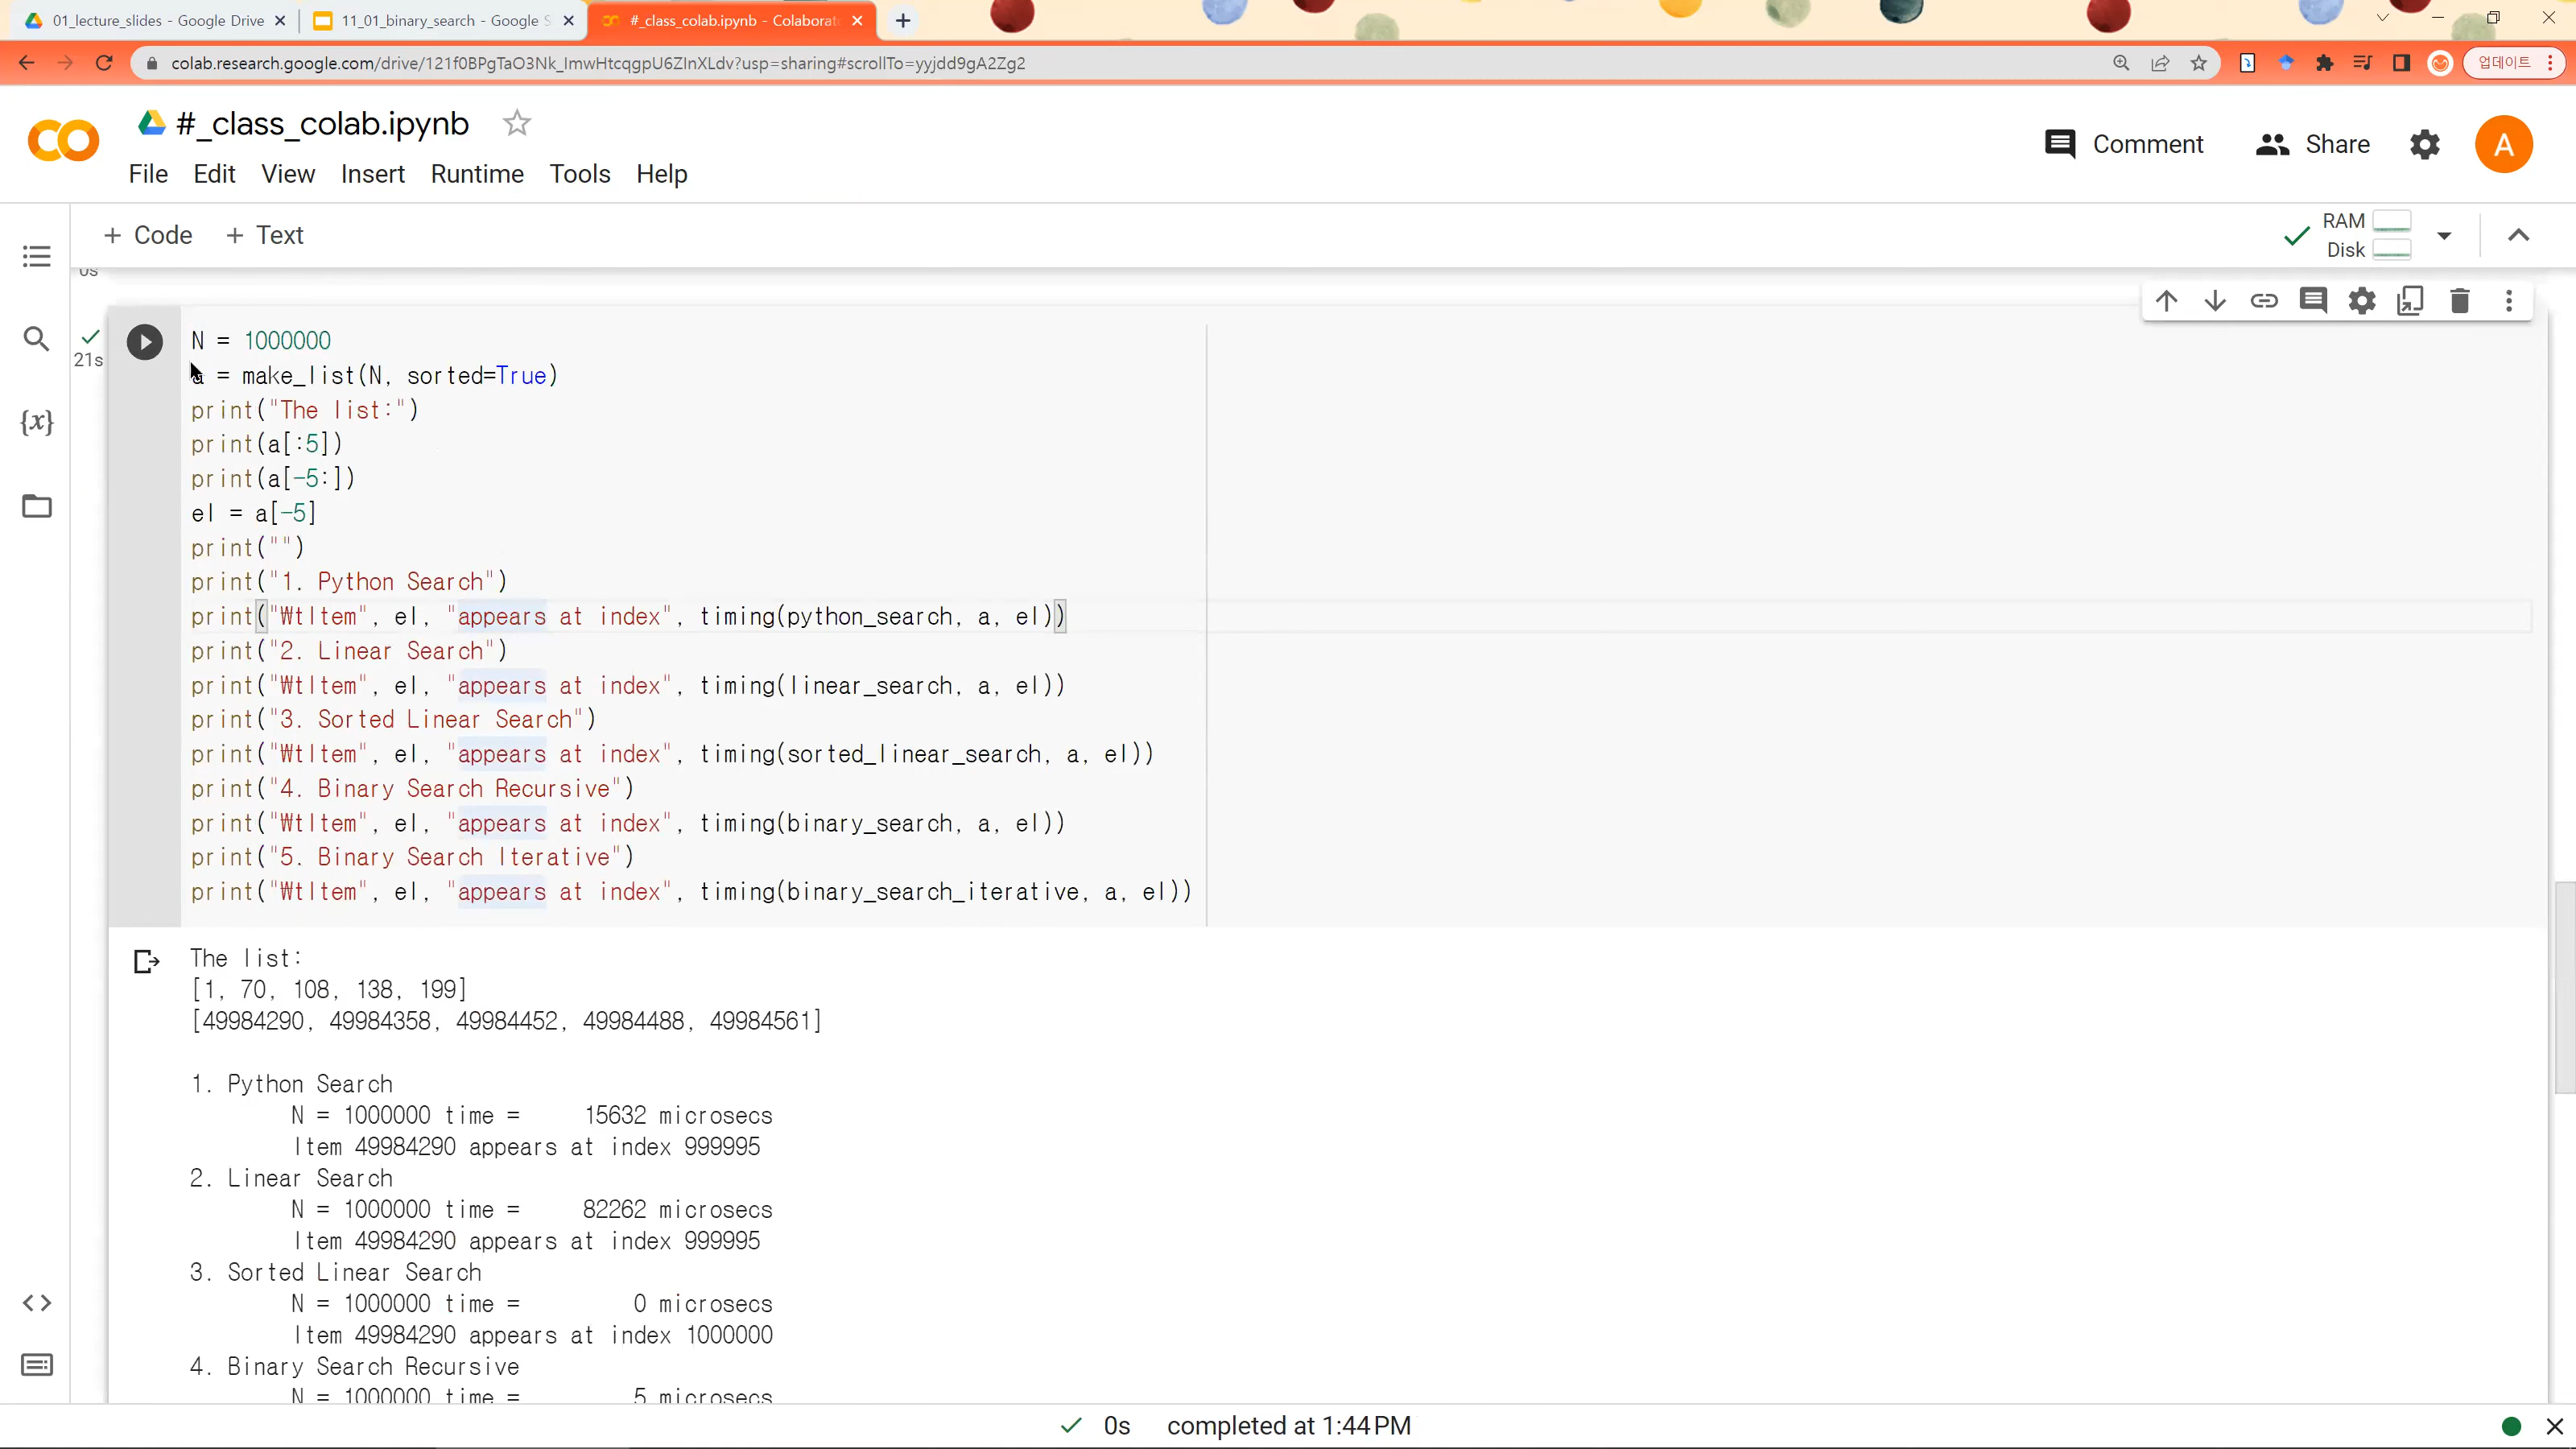 01_lecture_slides - Google Drive
11_01_binary_search - Google S
#_class_colab.ipynb - Colaborat
colab.research.google.com/drive/121f0BPgTaO3Nk_ImwHtcqgpU6ZInXLdv?usp=sharing#scrollTo=yyjdd9gA2Zg2
업데이트
#_class_colab.ipynb
Comment
Share
A
File Edit View Insert Runtime Tools Help
+ Code + Text
RAM
Disk
0s
21s
{x}
N = 1000000
a = make_list(N, sorted=True)
print("The list:")
print(a[:5])
print(a[-5:])
el = a[-5]
print("")
print("1. Python Search")
print("₩tItem", el, "appears at index", timing(python_search, a, el))
print("2. Linear Search")
print("₩tItem", el, "appears at index", timing(linear_search, a, el))
print("3. Sorted Linear Search")
print("₩tItem", el, "appears at index", timing(sorted_linear_search, a, el))
print("4. Binary Search Recursive")
print("₩tItem", el, "appears at index", timing(binary_search, a, el))
print("5. Binary Search Iterative")
print("₩tItem", el, "appears at index", timing(binary_search_iterative, a, el))
The list:
[1, 70, 108, 138, 199]
[49984290, 49984358, 49984452, 49984488, 49984561]
1. Python Search
N = 1000000 time = 15632 microsecs
Item 49984290 appears at index 999995
2. Linear Search
N = 1000000 time = 82262 microsecs
Item 49984290 appears at index 999995
3. Sorted Linear Search
N = 1000000 time = 0 microsecs
Item 49984290 appears at index 1000000
4. Binary Search Recursive
N = 1000000 time = 5 microsecs
0s completed at 1:44 PM